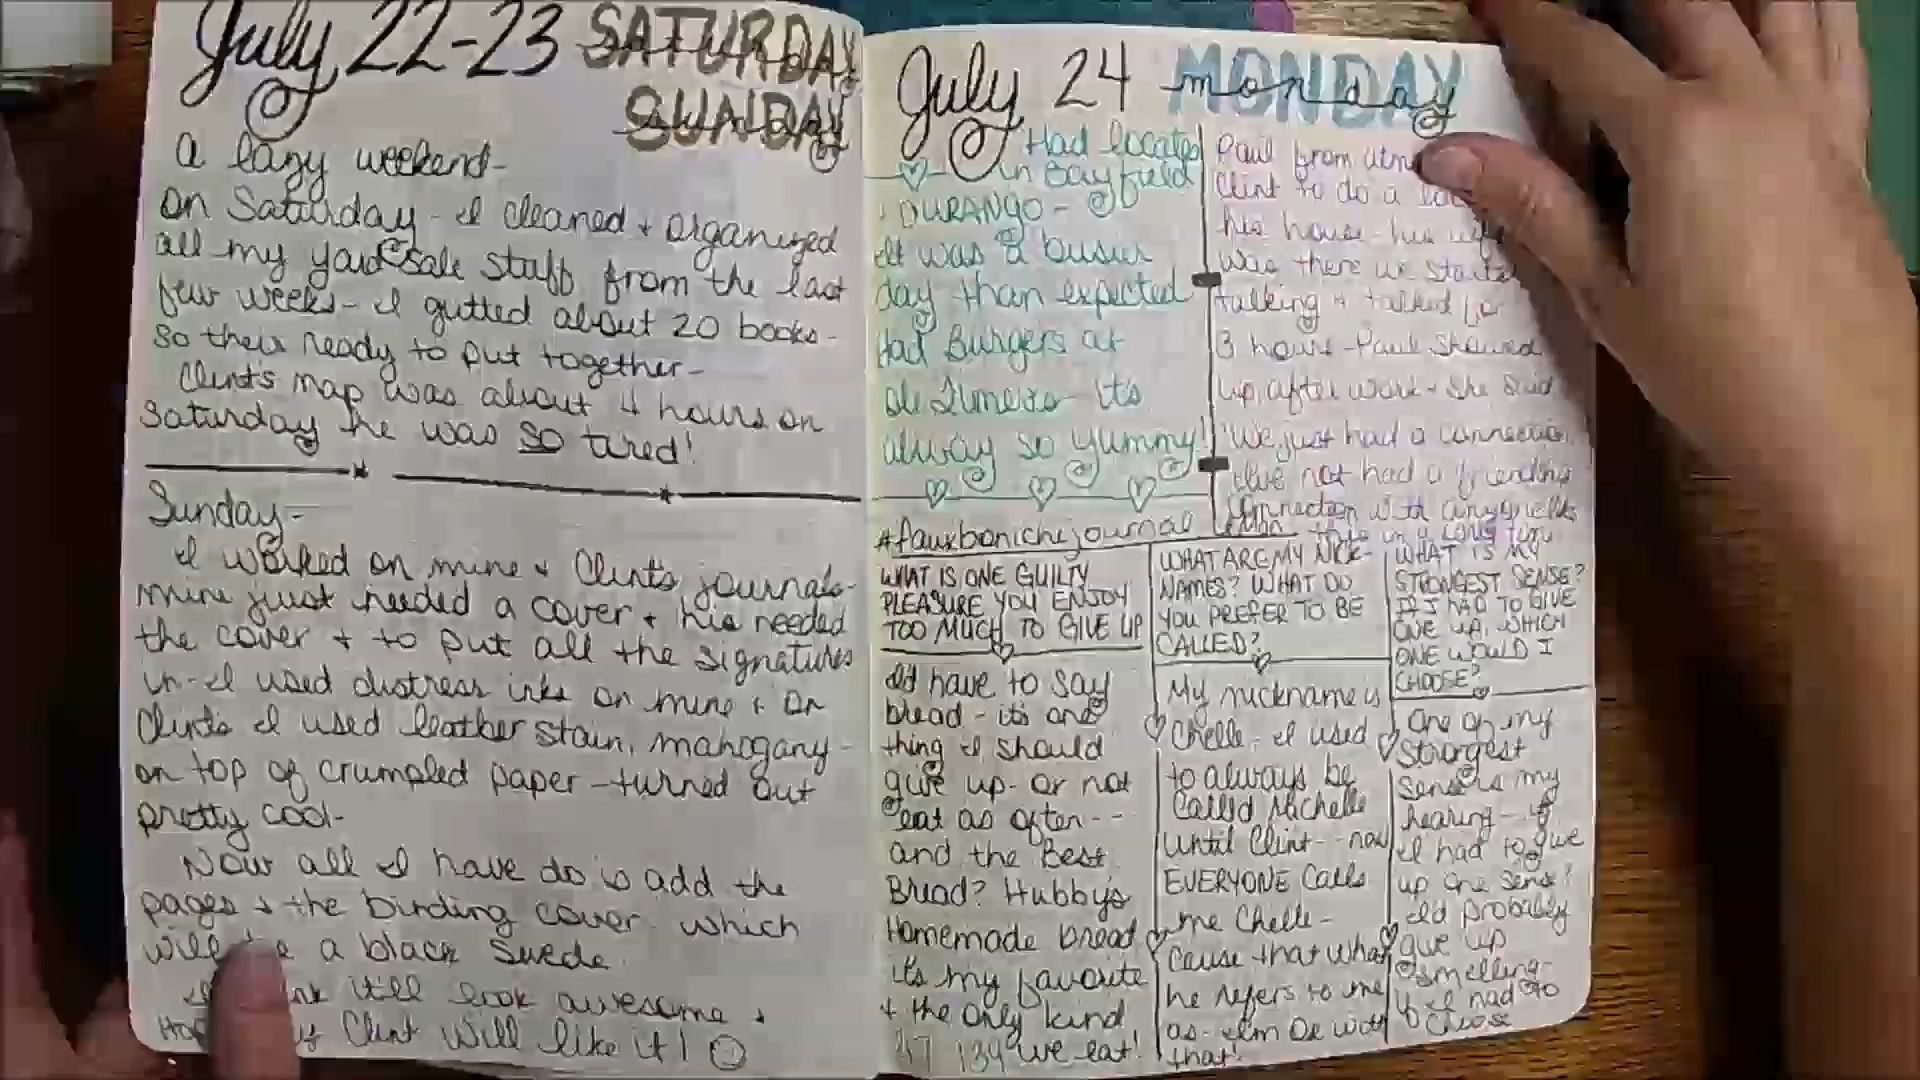 July 22-23 SATURDAY
SUNDAY
A lazy weekend-
on Saturday - I cleaned + organized
all my yard sale stuff from the last
few weeks - I gutted about 20 books -
so their ready to put together -
Clint's map was about 4 hours on
Saturday he was SO tired!
Sunday -
I worked on mine + Clint's journals -
mine just needed a cover + his needed
the cover + to put all the signatures
in - I used distress inks on mine + on
Clint's I used leather stain, mahogany -
on top of crumpled paper - turned out
pretty cool -
Now all I have do is add the
pages + the binding cover which
will a black Suede
itll look awesome +
Clint will like it!
July 24 MONDAY
monday
Had locates
in Bayfield
DURANGO -
It was a busier
day than expected
Had Burgers at
always so yummy!
Paul from
Clint to do a
his house - his wife
was there we started
talking + talked for
3 hours - Paul showed
up after work + she said
"We just had a connection
not had a friendship
connection with anyone like
this in a long time
#fauxbonichijournal
WHAT IS ONE GUILTY
PLEASURE YOU ENJOY
TOO MUCH TO GIVE UP
Id have to say
bread - it's one
thing I should
give up - or not
eat as often - -
and the Best
Bread? Hubby's
Homemade bread
it's my favorite
+ the only kind
we eat!
WHAT ARE MY NICK-
NAMES? WHAT DO
YOU PREFER TO BE
CALLED?
My nickname is
Chelle - I used
to always be
Called Michelle
until Clint - - now
EVERYONE Calls
me Chelle -
Cause that what
he refers to me
as - Im OK with
that!
WHAT IS MY
STRONGEST SENSE?
IF I HAD TO GIVE
ONE UP, WHICH
ONE WOULD I
CHOOSE?
One of my
strongest
sense is my
hearing - - if
I had to give
up one sense?
Id probably
give up
smelling -
if I had to
choose